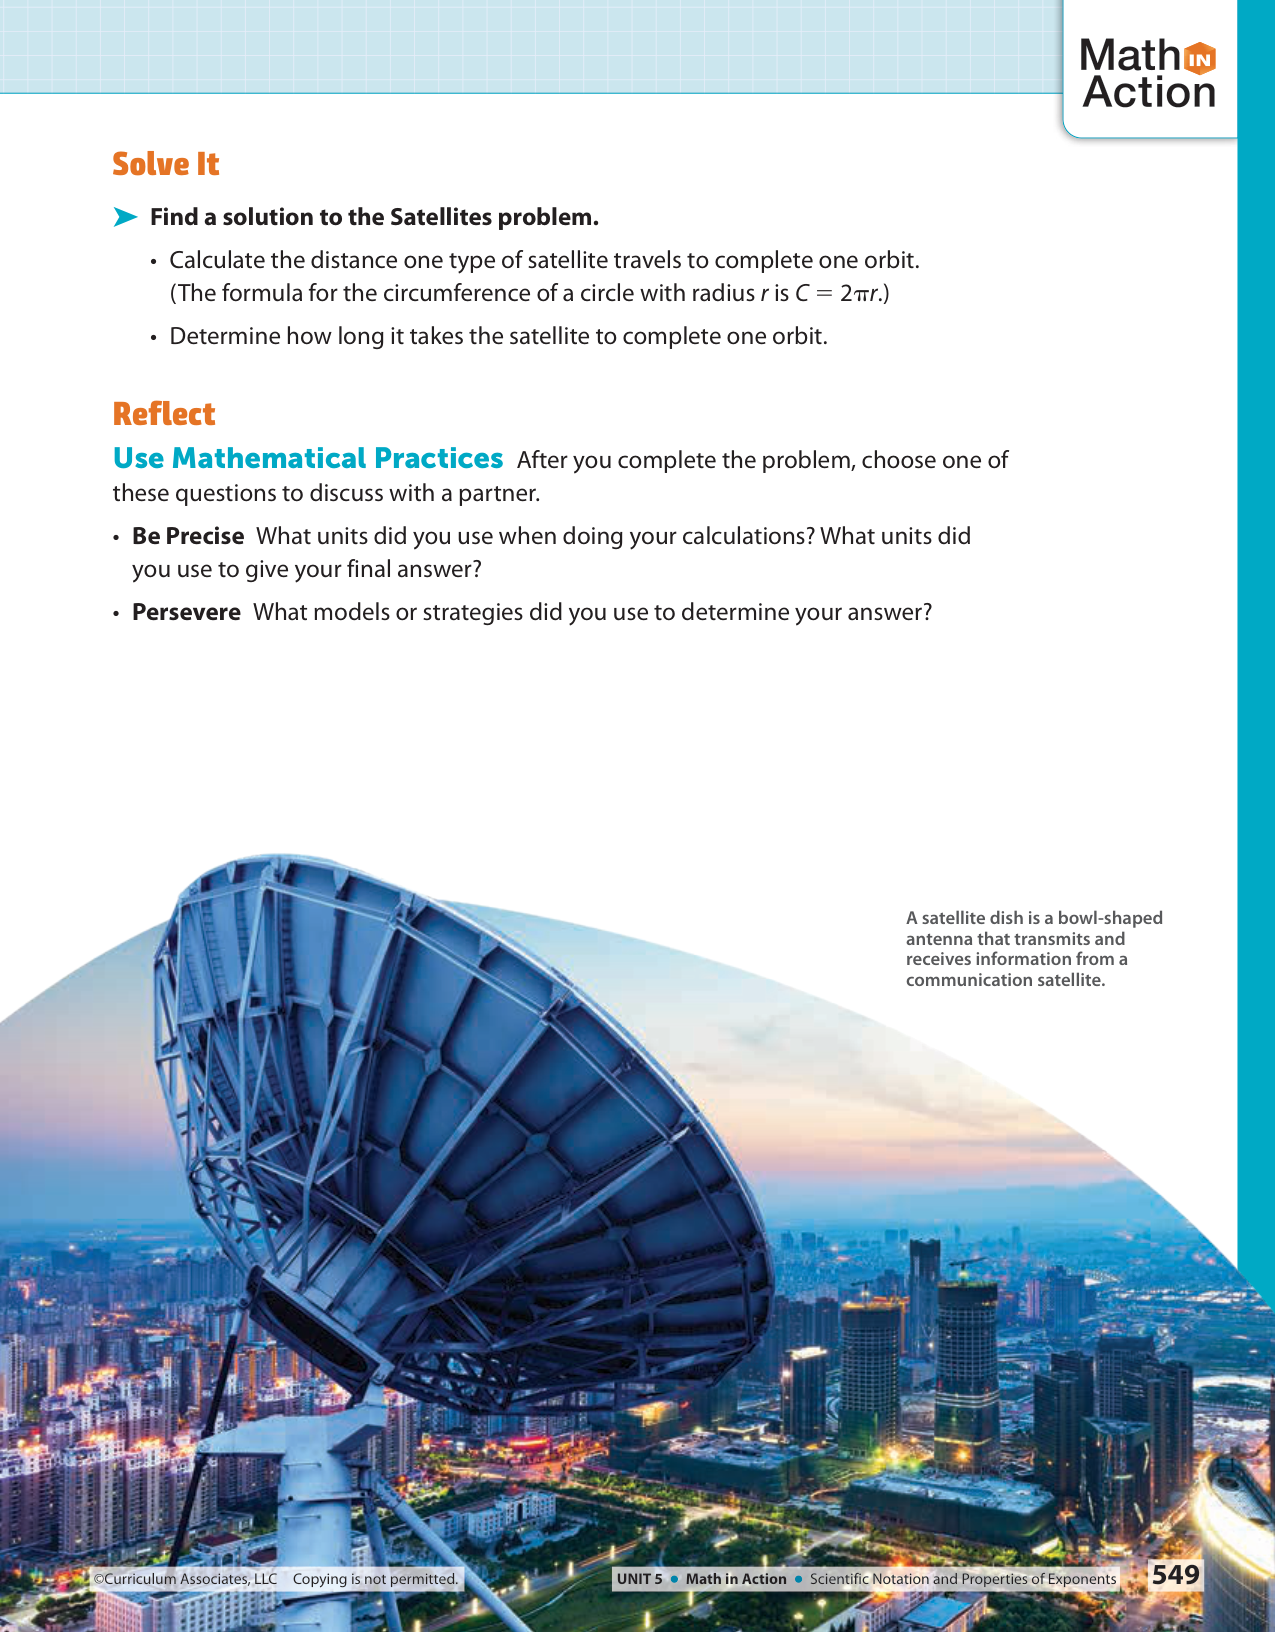 Math IN
Action
Solve It
➤ Find a solution to the Satellites problem.
• Calculate the distance one type of satellite travels to complete one orbit.
(The formula for the circumference of a circle with radius r is C = 2πr.)
• Determine how long it takes the satellite to complete one orbit.
Reflect
Use Mathematical Practices After you complete the problem, choose one of
these questions to discuss with a partner.
• Be Precise What units did you use when doing your calculations? What units did
you use to give your final answer?
• Persevere What models or strategies did you use to determine your answer?
A satellite dish is a bowl-shaped
antenna that transmits and
receives information from a
communication satellite.
©Curriculum Associates, LLC Copying is not permitted.
UNIT 5 • Math in Action • Scientific Notation and Properties of Exponents 549